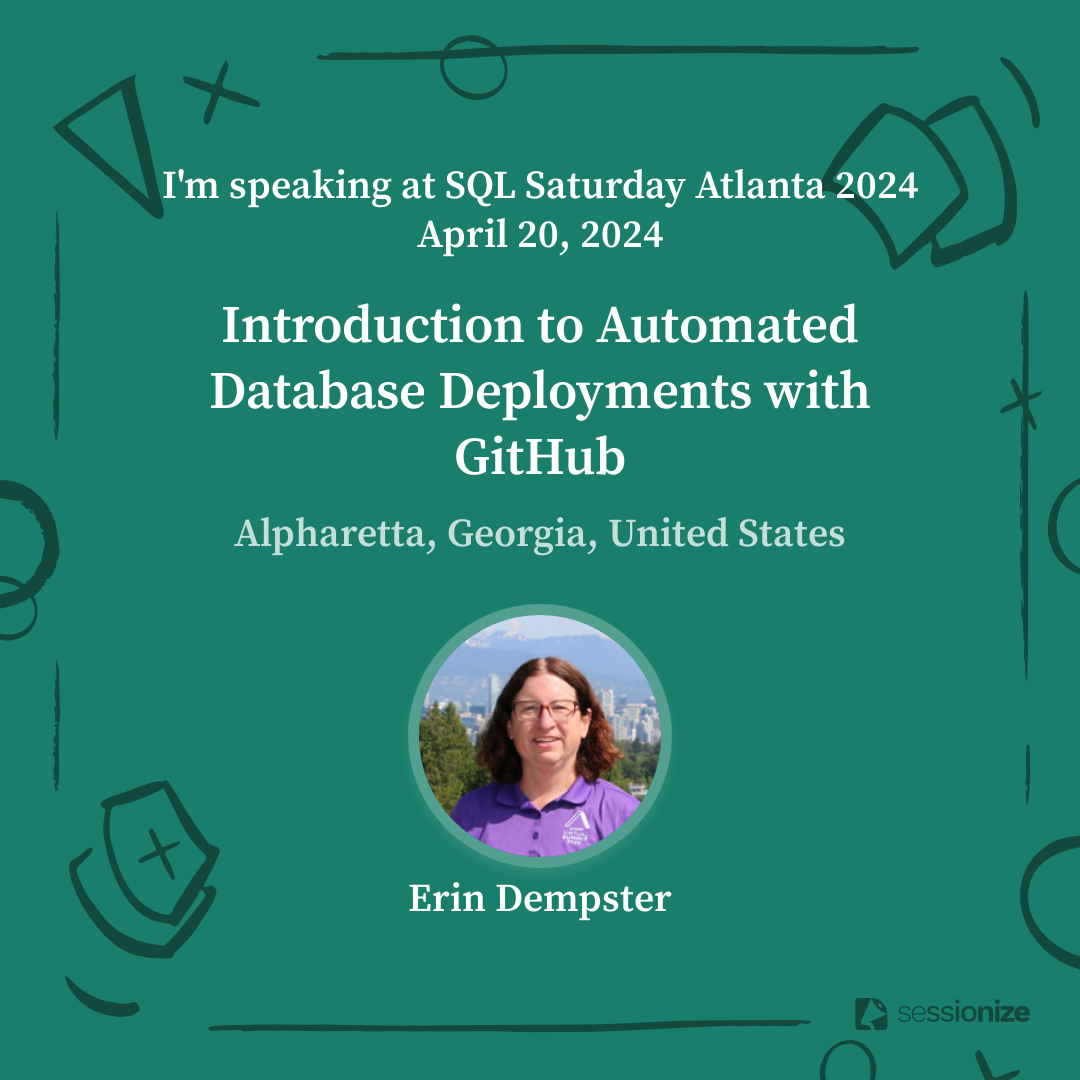 I'm speaking at SQL Saturday Atlanta 2024
April 20, 2024
Introduction to Automated
Database Deployments with
GitHub
Alpharetta, Georgia, United States
SUMMIT
Erin Dempster
sessionize